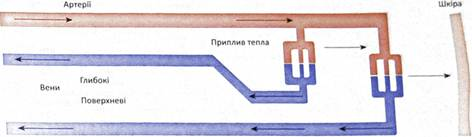 Артерії
Шкіра
Приплив тепла
Глибокі
Вени
Поверхневі